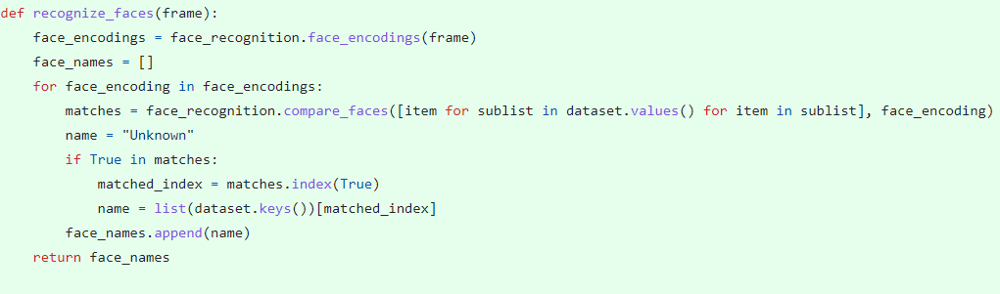 def recognize_faces(frame):
    face_encodings = face_recognition.face_encodings(frame)
    face_names = []
    for face_encoding in face_encodings:
        matches = face_recognition.compare_faces([item for sublist in dataset.values() for item in sublist], face_encoding)
        name = "Unknown"
        if True in matches:
            matched_index = matches.index(True)
            name = list(dataset.keys())[matched_index]
        face_names.append(name)
    return face_names